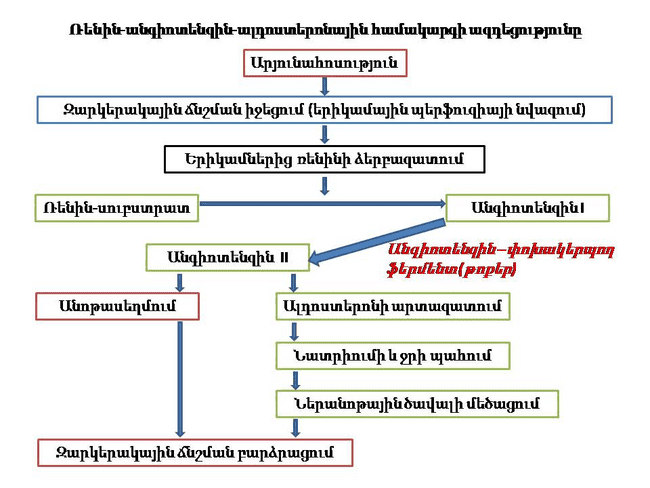 Ռենին-անգիոտենզին-ալդոստերոնային համակարգի ազդեցությունը
Արյունահոսություն
Զարկերակային ճնշման իջեցում (երիկամային պերֆուզիայի նվազում)
Երիկամներից ռենինի ձերբազատում
Ռենին-սուբստրատ
Անգիոտենզին I
Անգիոտենզին II
Անգիոտենզին – փոխակերպող
ֆերմենտ (թոքեր)
Անոթասեղմում
Ալդոստերոնի արտազատում
Նատրիումի և ջրի պահում
Ներանոթային ծավալի մեծացում
Զարկերակային ճնշման բարձրացում